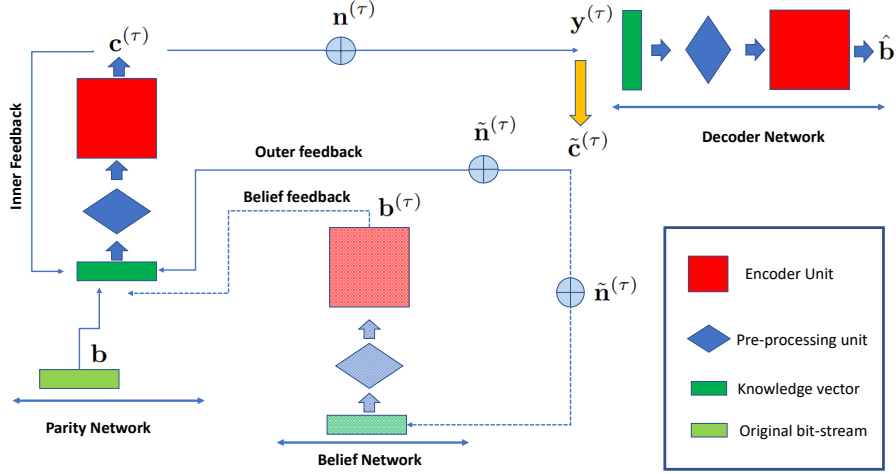 n^(τ)
c^(τ)
y^(τ)
b̂
Inner Feedback
ñ^(τ)
c̃^(τ)
Decoder Network
Outer feedback
Belief feedback
b^(τ)
ñ^(τ)
b
Parity Network
Belief Network
Encoder Unit
Pre-processing unit
Knowledge vector
Original bit-stream